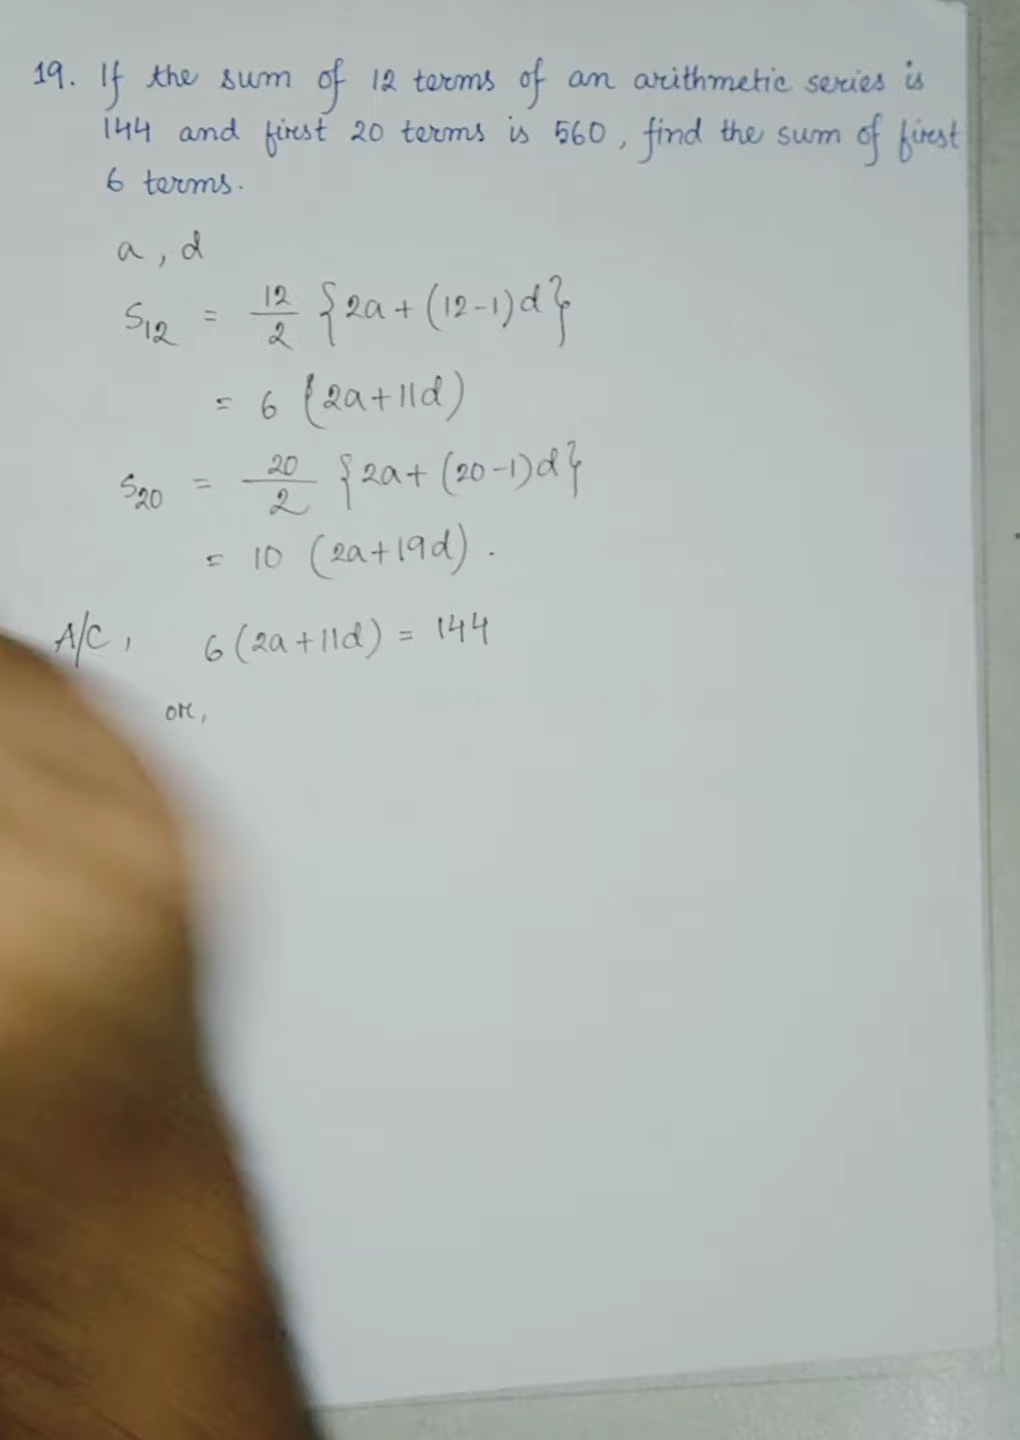 19. If the sum of 12 terms of an arithmetic series is
144 and first 20 terms is 560, find the sum of first
6 terms.
a, d
S₁₂ = 12/2 {2a + (12-1)d}
= 6 (2a+11d)
S₂₀ = 20/2 {2a + (20-1)d}
= 10 (2a+19d).
A/C, 6(2a+11d) = 144
or,